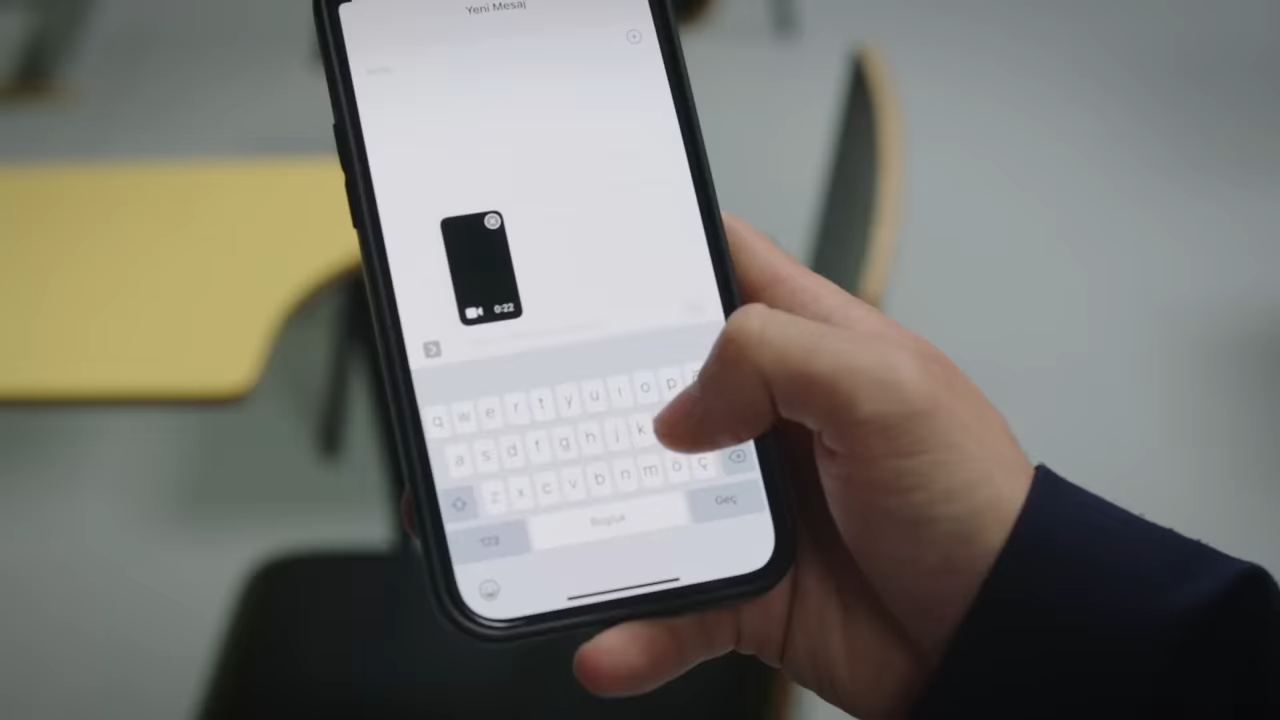 Yeni Mesaj
0:22
q w e r t y u ı o p
a s d f g h j k
z x c v b n m ö ç
123 Boşluk Geç